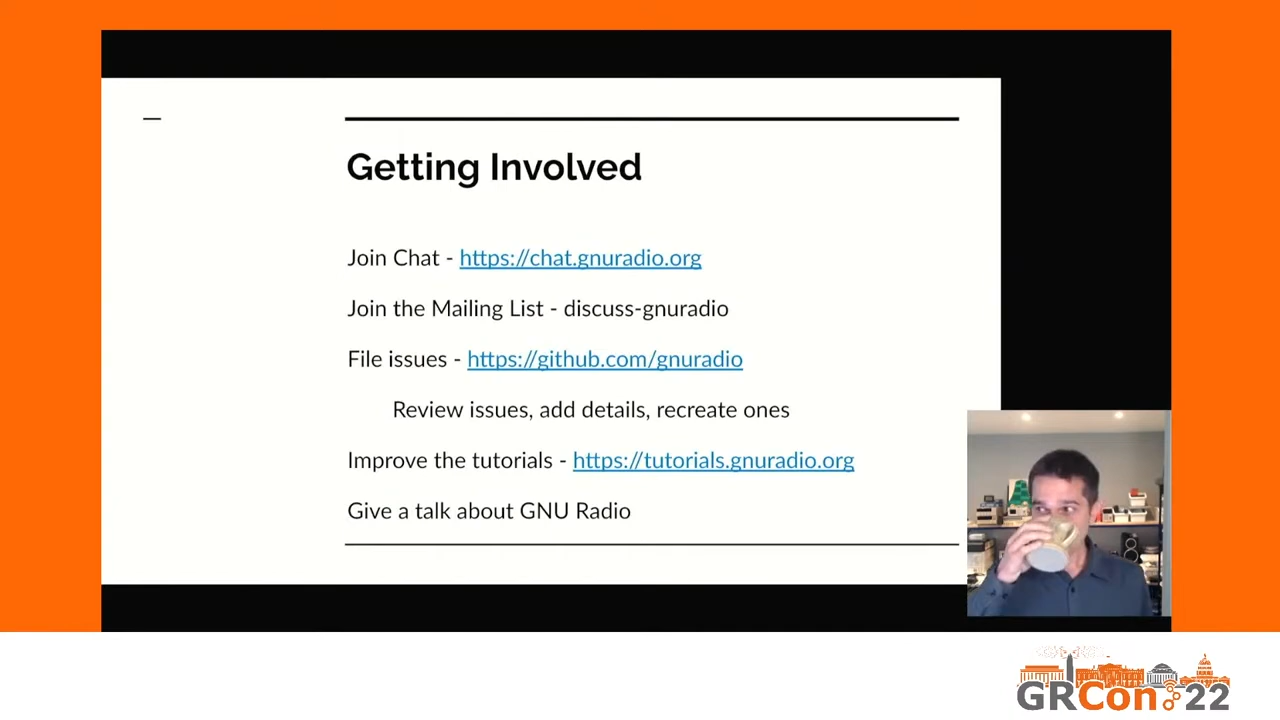 Getting Involved
Join Chat - https://chat.gnuradio.org
Join the Mailing List - discuss-gnuradio
File issues - https://github.com/gnuradio
Review issues, add details, recreate ones
Improve the tutorials - https://tutorials.gnuradio.org
Give a talk about GNU Radio
GRCon 22